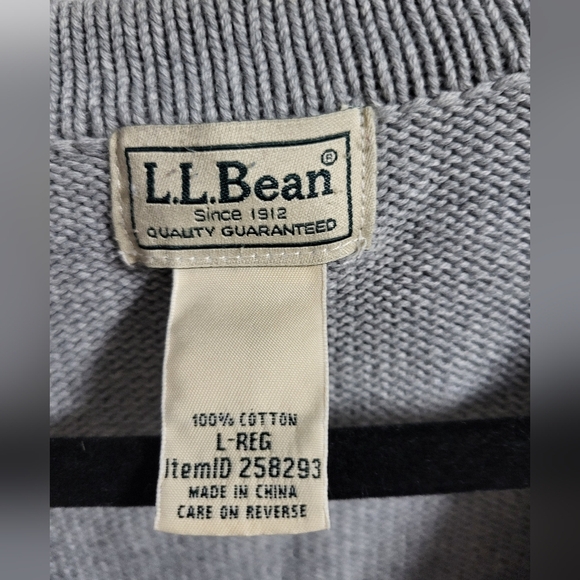 L.L.Bean®
Since 1912
QUALITY GUARANTEED
100% COTTON
L-REG
ItemID 258293
MADE IN CHINA
CARE ON REVERSE